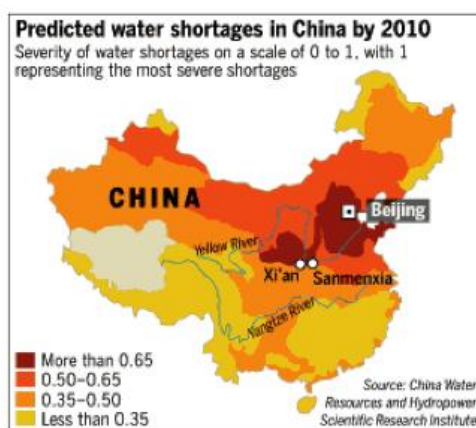 Predicted water shortages in China by 2010
Severity of water shortages on a scale of 0 to 1, with 1
representing the most severe shortages
CHINA
Beijing
Yellow River
Xi'an
Sanmenxia
Yangtze River
More than 0.65
0.50–0.65
0.35–0.50
Less than 0.35
Source: China Water
Resources and Hydropower
Scientific Research Institute